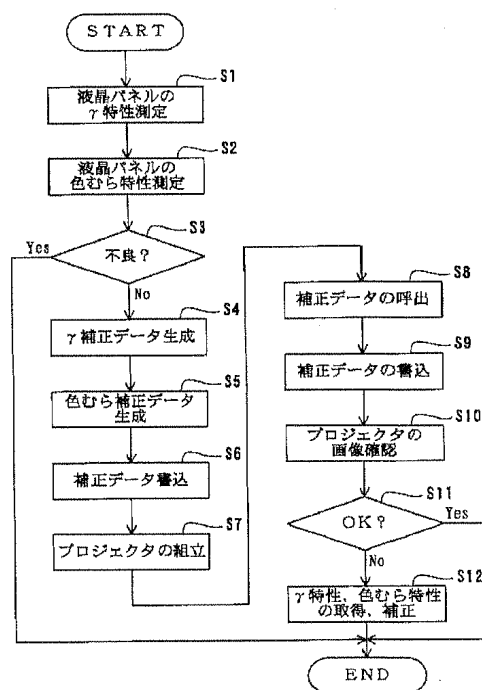 START
S1
液晶パネルの
γ特性測定
S2
液晶パネルの
色むら特性測定
S3
Yes
不良？
No
S4
γ補正データ生成
S5
色むら補正データ
生成
S6
補正データ書込
S7
プロジェクタの組立
S8
補正データの呼出
S9
補正データの書込
S10
プロジェクタの
画像確認
S11
OK？
Yes
No
S12
γ特性、色むら特性
の取得、補正
END